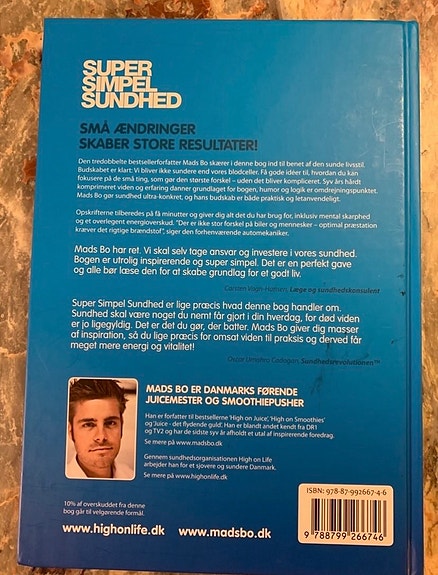 SUPER
SIMPEL
SUNDHED
SMÅ ÆNDRINGER
SKABER STORE RESULTATER!
Den tredobbelte bestsellerforfatter Mads Bo skærer i denne bog ind til benet af den sunde livsstil.
Budskabet er klart: Vi bliver ikke sundere end vores blodceller. Få gode idéer til, hvordan du kan
fokusere på de små ting, som gør den største forskel – uden det bliver kompliceret. Syv års hårdt
komprimeret viden og erfaring danner grundlaget for bogen, humor og logik er omdrejningspunktet.
Mads Bo gør sundhed ultra-konkret, og hans budskab er både praktisk og letanvendeligt.
Opskrifterne tilberedes på få minutter og giver dig alt det du har brug for, inklusiv mental skarphed
og et overlegent energioverskud. "Der er ikke stor forskel på biler og mennesker – optimal præstation
kræver det rigtige brændstof", siger den forhenværende automekaniker.
Mads Bo har ret. Vi skal selv tage ansvar og investere i vores sundhed.
Bogen er utrolig inspirerende og super simpel. Det er en perfekt gave
og alle bør læse den for at skabe grundlag for et godt liv.
Carsten Vagn-Hansen, Læge og sundhedskonsulent
Super Simpel Sundhed er lige præcis hvad denne bog handler om.
Sundhed skal være noget du nemt får gjort i din hverdag, for død viden
er jo ligegyldig. Det er det du gør, der batter. Mads Bo giver dig masser
af inspiration, så du lige præcis for omsat viden til praksis og derved får
meget mere energi og vitalitet!
Oscar Umahro Cadogan, Sundhedsrevolutionen™
MADS BO ER DANMARKS FØRENDE
JUICEMESTER OG SMOOTHIEPUSHER
Han er forfatter til bestsellerne 'High on Juice', 'High on Smoothies'
og 'Juice - det flydende guld'. Han er blandt andet kendt fra DR1
og TV2 og har de sidste syv år afholdt et utal af inspirerende foredrag.
Se mere på www.madsbo.dk
Gennem sundhedsorganisationen High on Life
arbejder han for et sjovere og sundere Danmark.
Se mere på www.highonlife.dk
10% af overskuddet fra denne
bog går til velgørende formål.
www.highonlife.dk www.madsbo.dk
ISBN: 978-87-992667-4-6
9 788799 266746